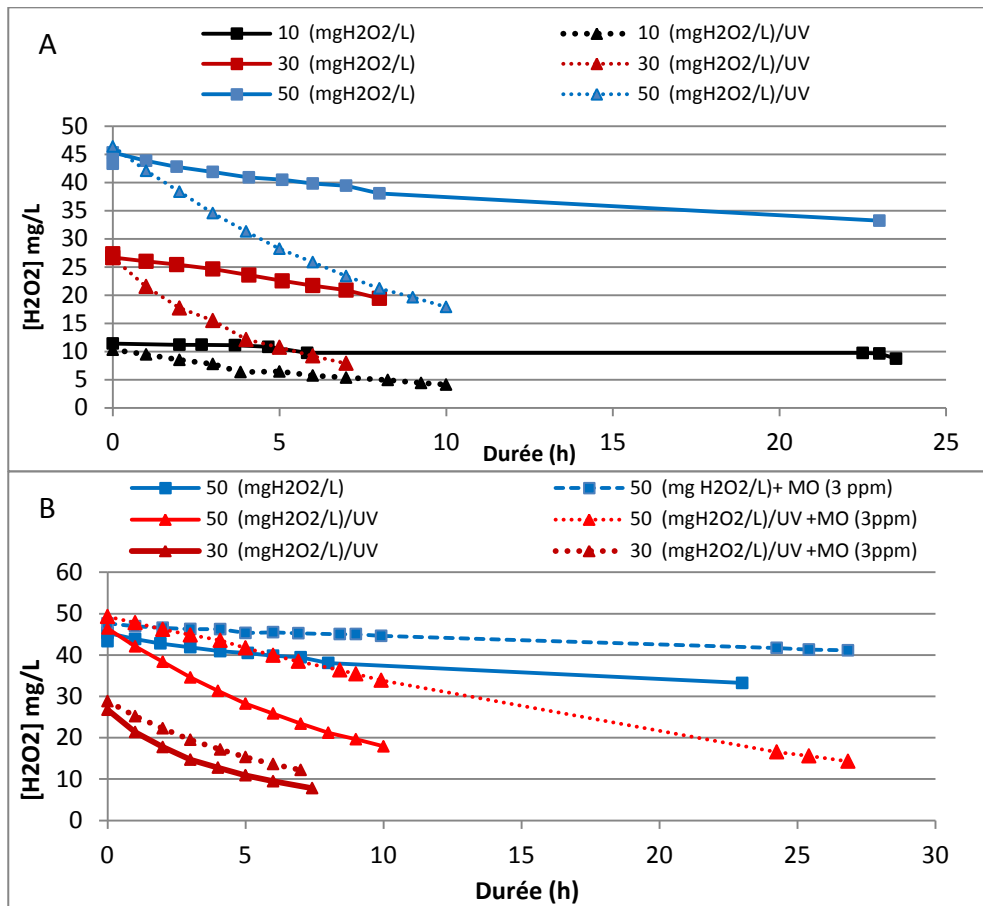 A
10 (mgH2O2/L) 10 (mgH2O2/L)/UV
30 (mgH2O2/L) 30 (mgH2O2/L)/UV
50 (mgH2O2/L) 50 (mgH2O2/L)/UV
[H2O2] mg/L
50
45
40
35
30
25
20
15
10
5
0
0 5 10 15 20 25
Durée (h)
B
50 (mgH2O2/L) 50 (mg H2O2/L)+ MO (3 ppm)
50 (mgH2O2/L)/UV 50 (mgH2O2/L)/UV +MO (3ppm)
30 (mgH2O2/L)/UV 30 (mgH2O2/L)/UV +MO (3ppm)
[H2O2] mg/L
60
50
40
30
20
10
0
0 5 10 15 20 25 30
Durée (h)